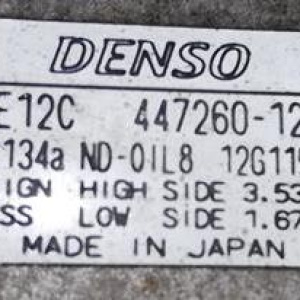 DENSO
E12C 447260-12
134a ND-OIL8 12G11
IGN HIGH SIDE 3.53
SS LOW SIDE 1.67
MADE IN JAPAN